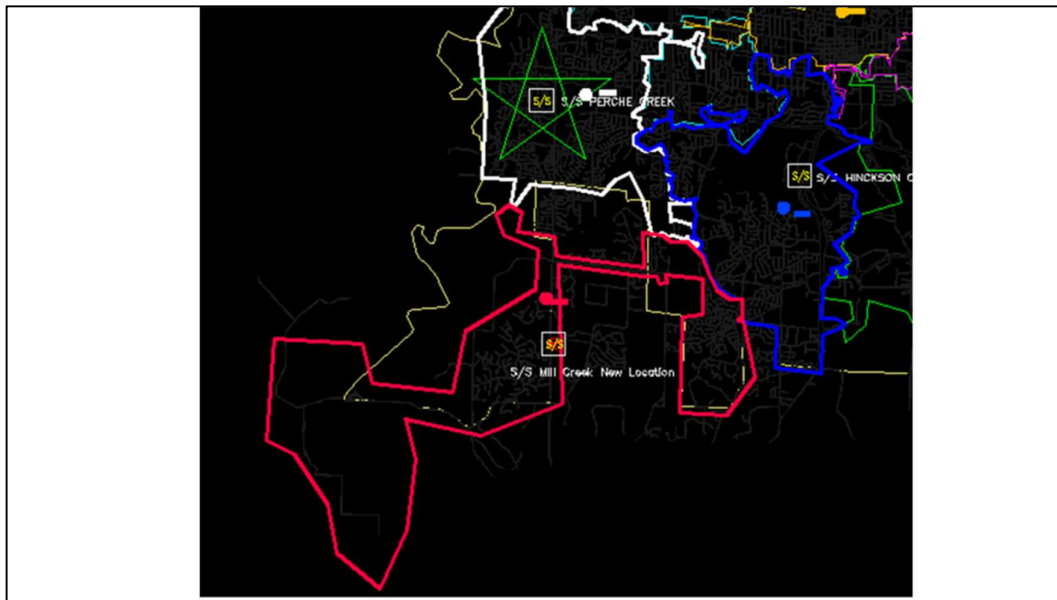 S/S S/S PERCHE CREEK
S/S S/S HINCKSON C
S/S
S/S Mill Creek New Location